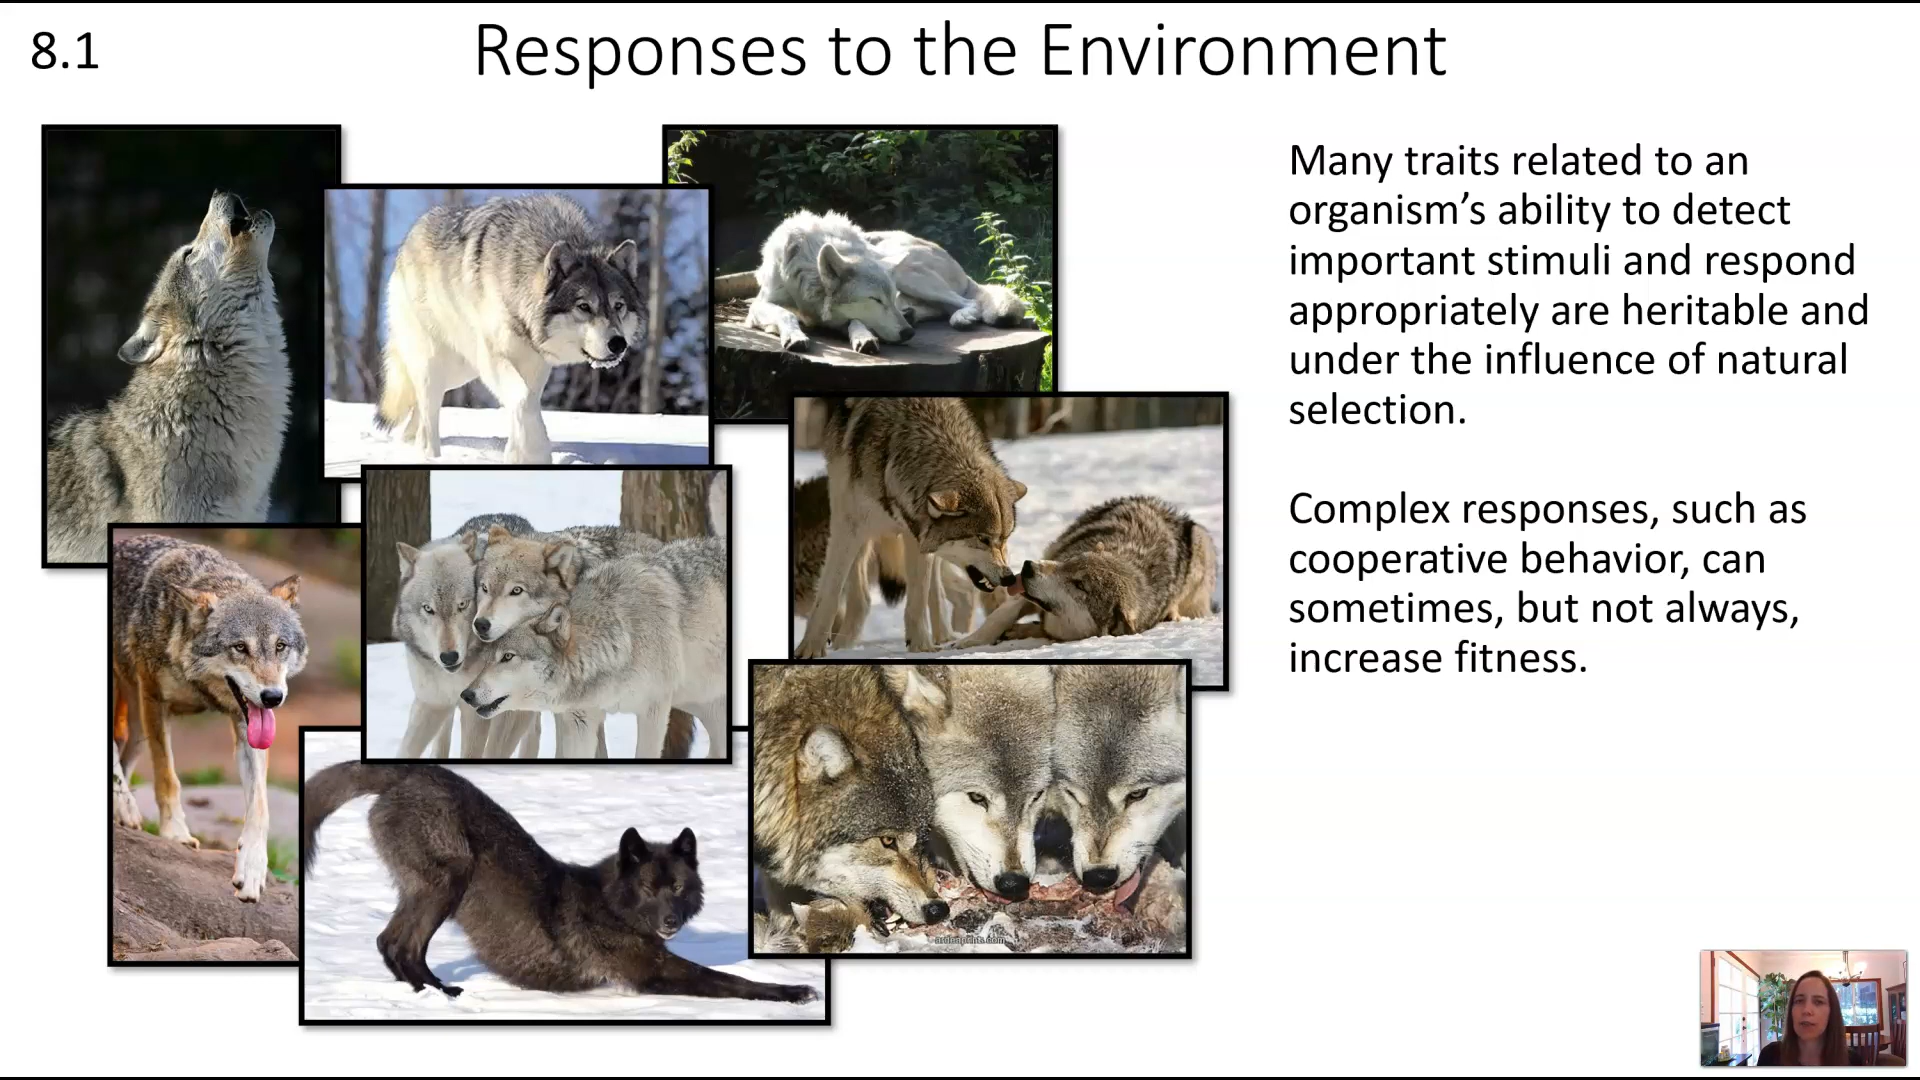 8.1
Responses to the Environment
Many traits related to an
organism’s ability to detect
important stimuli and respond
appropriately are heritable and
under the influence of natural
selection.
Complex responses, such as
cooperative behavior, can
sometimes, but not always,
increase fitness.